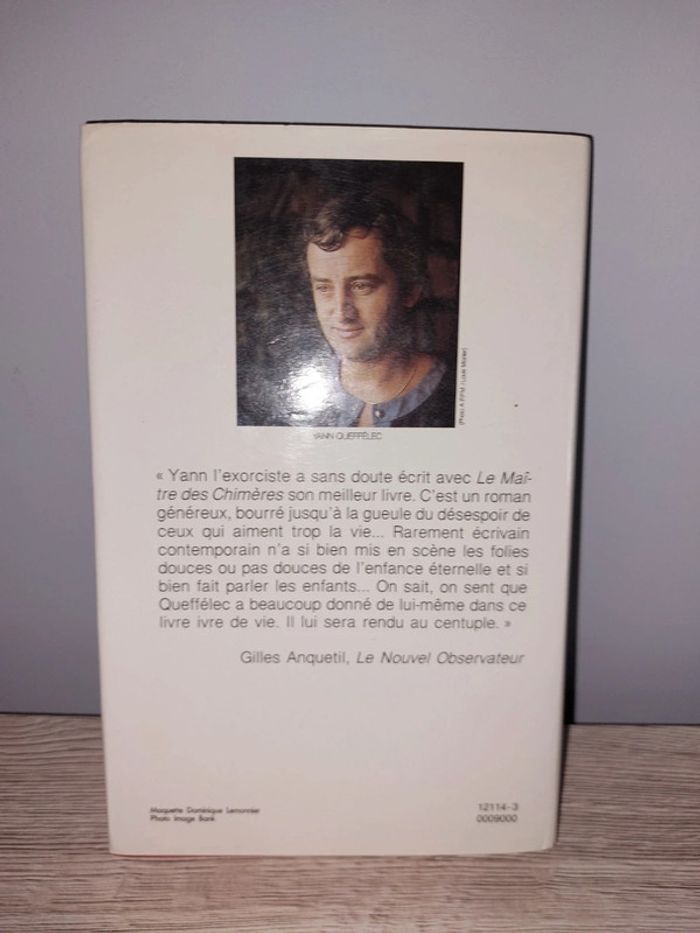 (Photo A.P.P.M. / Louis Monier)
YANN QUEFFÉLEC
« Yann l'exorciste a sans doute écrit avec Le Maî-
tre des Chimères son meilleur livre. C'est un roman
généreux, bourré jusqu'à la gueule du désespoir de
ceux qui aiment trop la vie... Rarement écrivain
contemporain n'a si bien mis en scène les folies
douces ou pas douces de l'enfance éternelle et si
bien fait parler les enfants... On sait, on sent que
Queffélec a beaucoup donné de lui-même dans ce
livre ivre de vie. Il lui sera rendu au centuple. »
Gilles Anquetil, Le Nouvel Observateur
Maquette Dominique Lemonnier
Photo Image Bank
12114-3
0009000